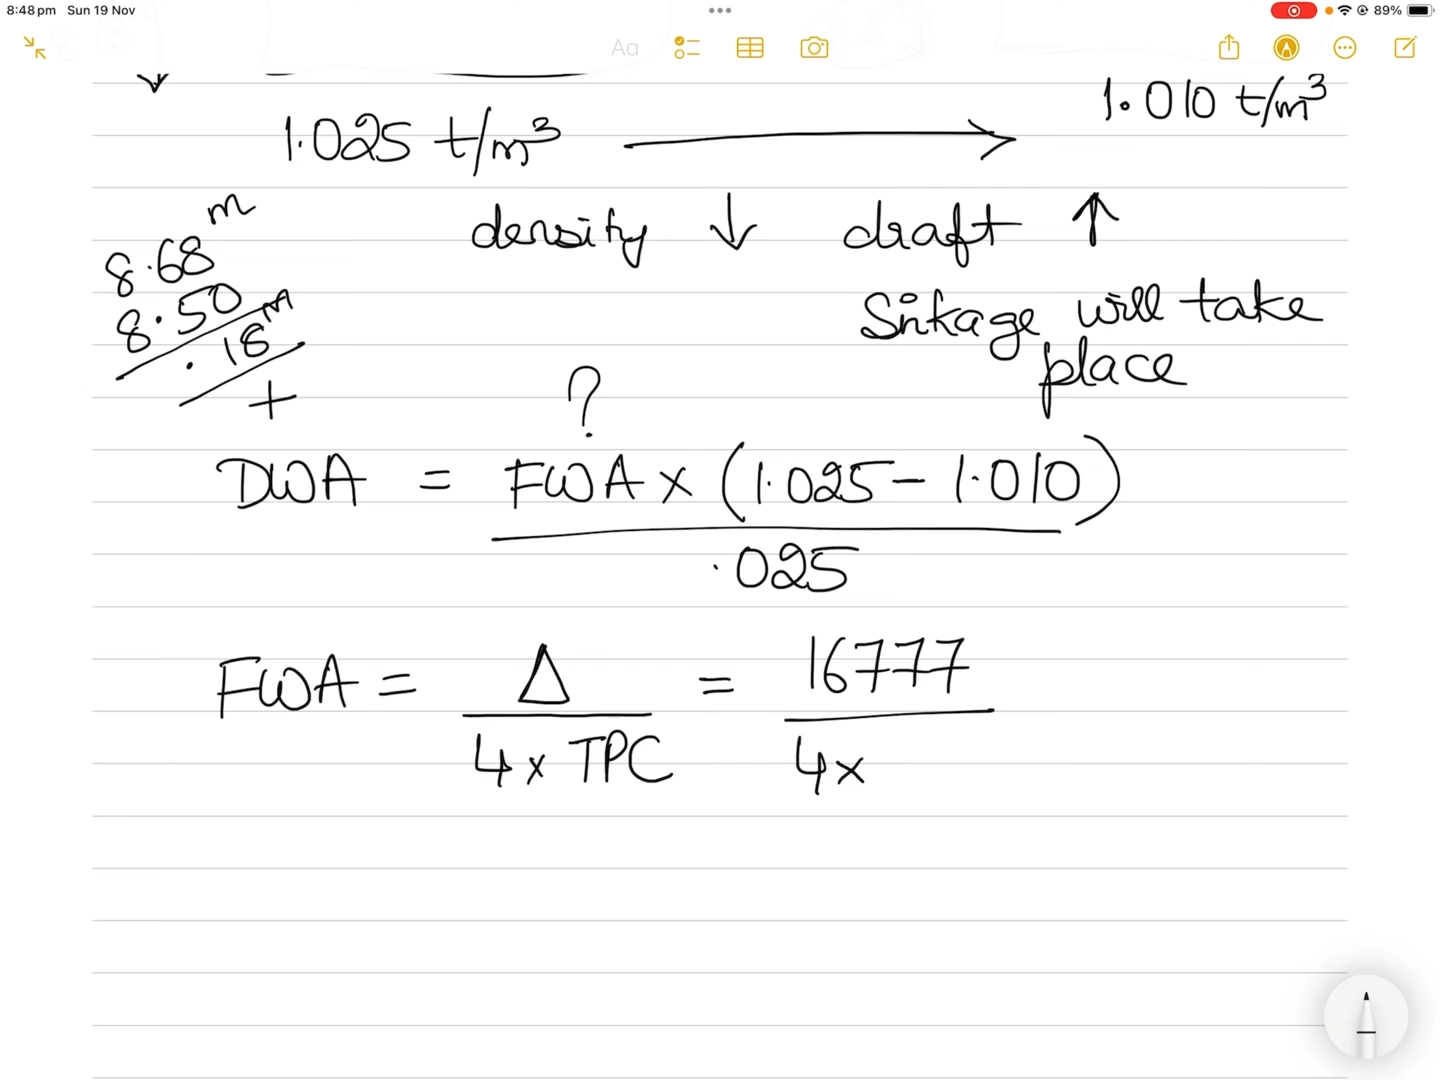 8:48 pm Sun 19 Nov
89%
Aa
1.025 t/m³ → 1.010 t/m³
density ↓ draft ↑
8.68 m
8.50 m
.18
+
Sinkage will take
place
?
DWA = FWA x (1.025 - 1.010)
.025
FWA = Δ = 16777
4 x TPC 4 x